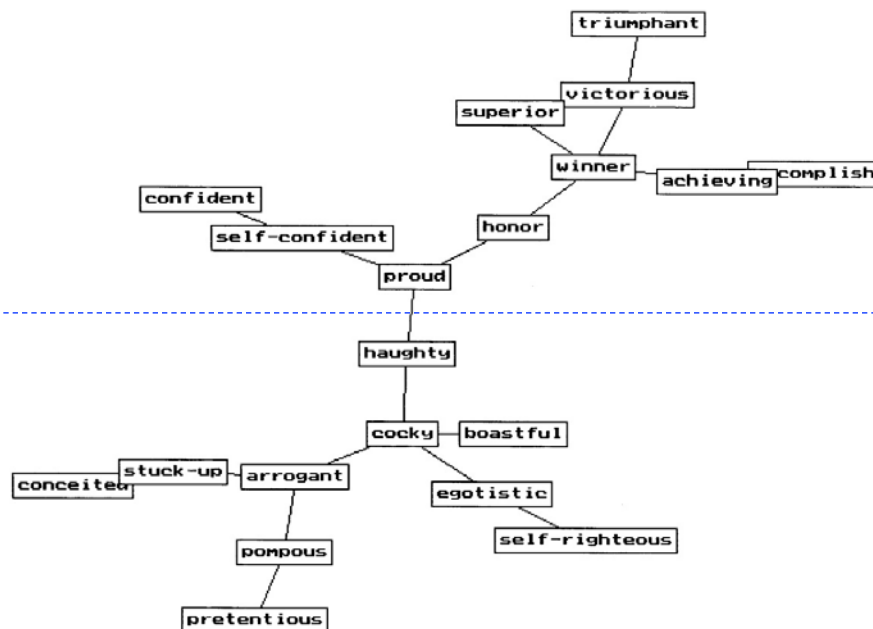 triumphant
victorious
superior
winner
achieving
complish
confident
honor
self-confident
proud
haughty
cocky
boastful
stuck-up
arrogant
conceited
egotistic
self-righteous
pompous
pretentious